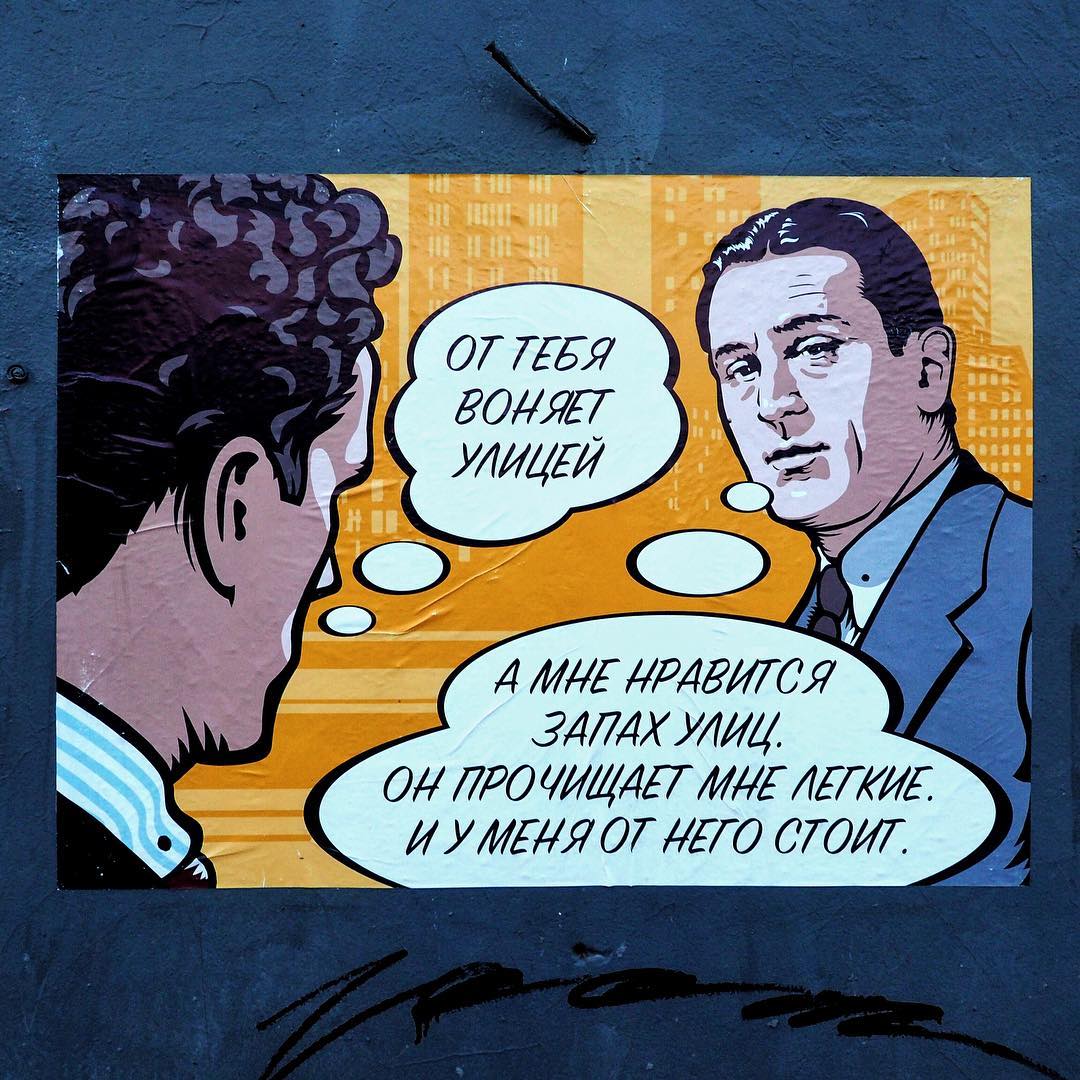 ОТ ТЕБЯ
ВОНЯЕТ
УЛИЦЕЙ
А МНЕ НРАВИТСЯ
ЗАПАХ УЛИЦ.
ОН ПРОЧИЩАЕТ МНЕ ЛЕГКИЕ.
И У МЕНЯ ОТ НЕГО СТОИТ.